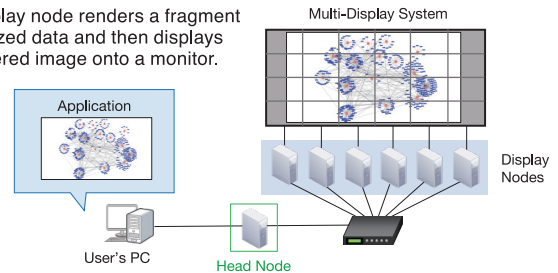 play node renders a fragment
zed data and then displays
ered image onto a monitor.
Multi-Display System
Application
Display
Nodes
User's PC
Head Node